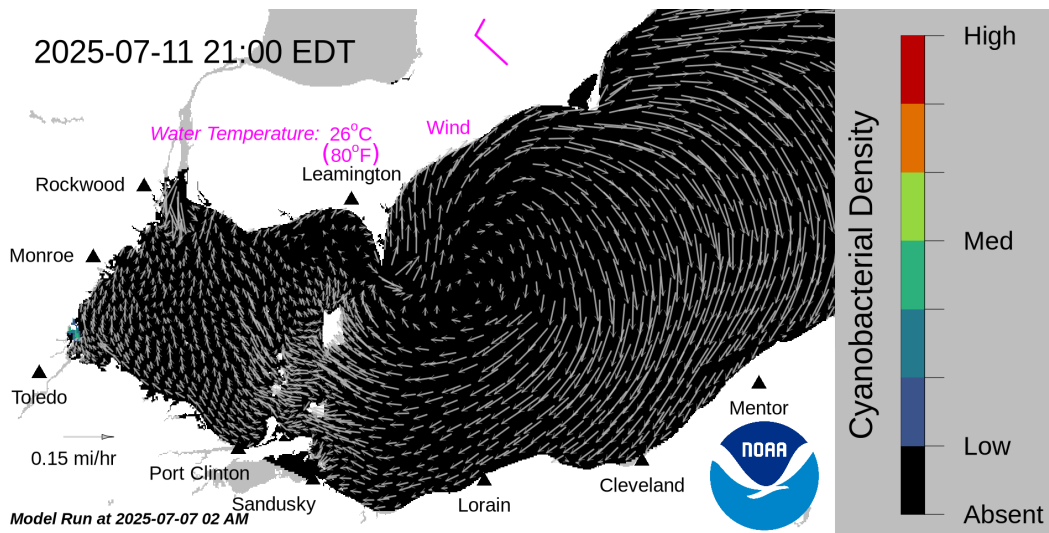 2025-07-11 21:00 EDT
Water Temperature: 26°C
(80°F)
Wind
Leamington
Rockwood
Monroe
Toledo
0.15 mi/hr
Port Clinton
Sandusky
Lorain
Cleveland
Mentor
NOAA
Model Run at 2025-07-07 02 AM
Cyanobacterial Density
High
Med
Low
Absent